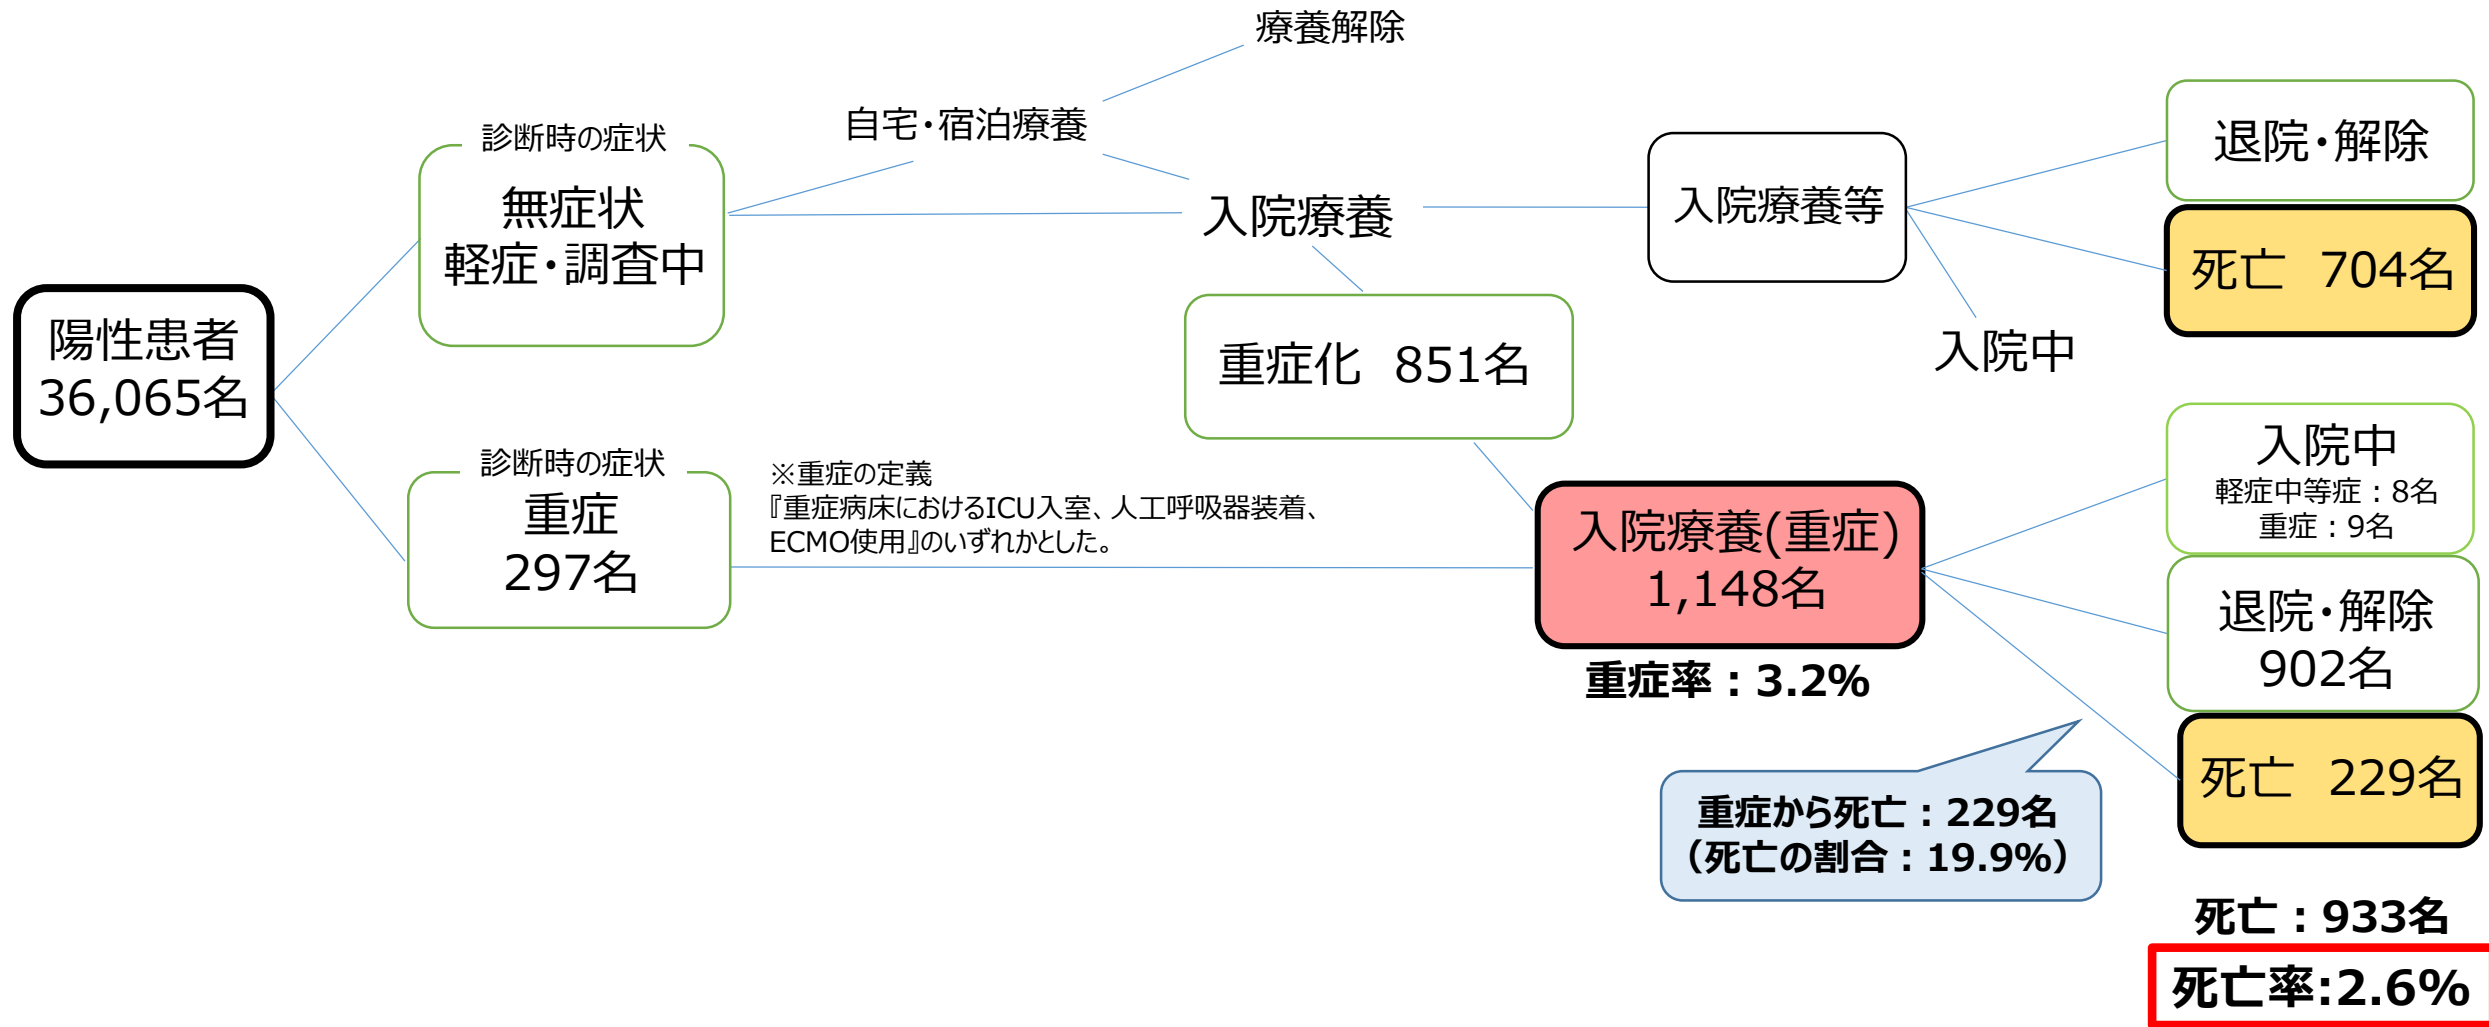 療養解除
自宅・宿泊療養
診断時の症状
無症状
軽症・調査中
入院療養
入院療養等
退院・解除
死亡　704名
入院中
陽性患者
36,065名
重症化　851名
診断時の症状
重症
297名
※重症の定義
『重症病床におけるICU入室、人工呼吸器装着、
ECMO使用』のいずれかとした。
入院療養(重症)
1,148名
重症率：3.2%
入院中
軽症中等症：8名
重症：9名
退院・解除
902名
死亡　229名
重症から死亡：229名
（死亡の割合：19.9%）
死亡：933名
死亡率:2.6%